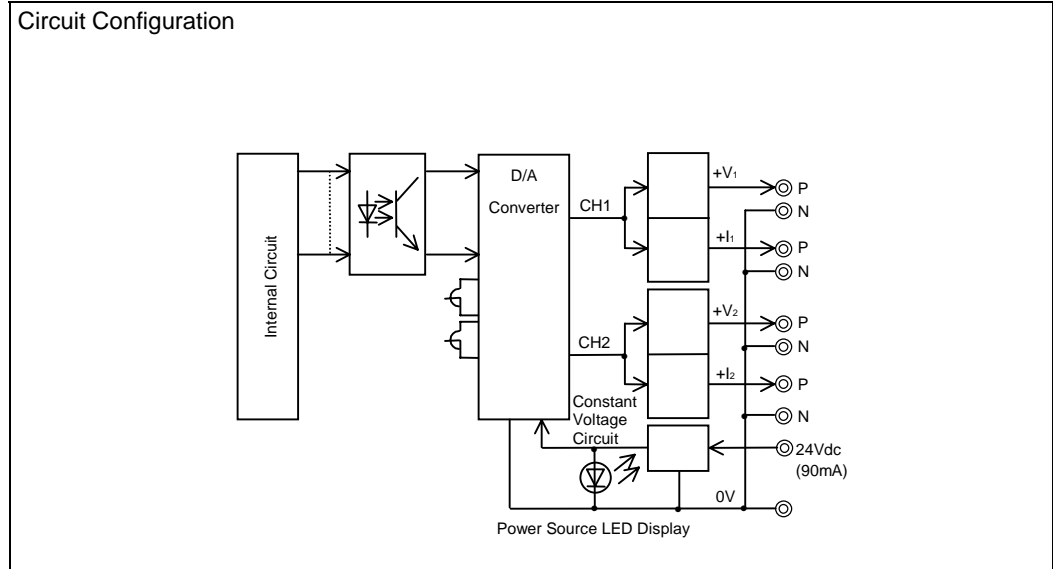 Circuit Configuration
Internal Circuit
D/A
Converter
CH1
CH2
+V₁
P
N
+I₁
P
N
+V₂
P
N
+I₂
P
N
Constant
Voltage
Circuit
24Vdc
(90mA)
0V
Power Source LED Display